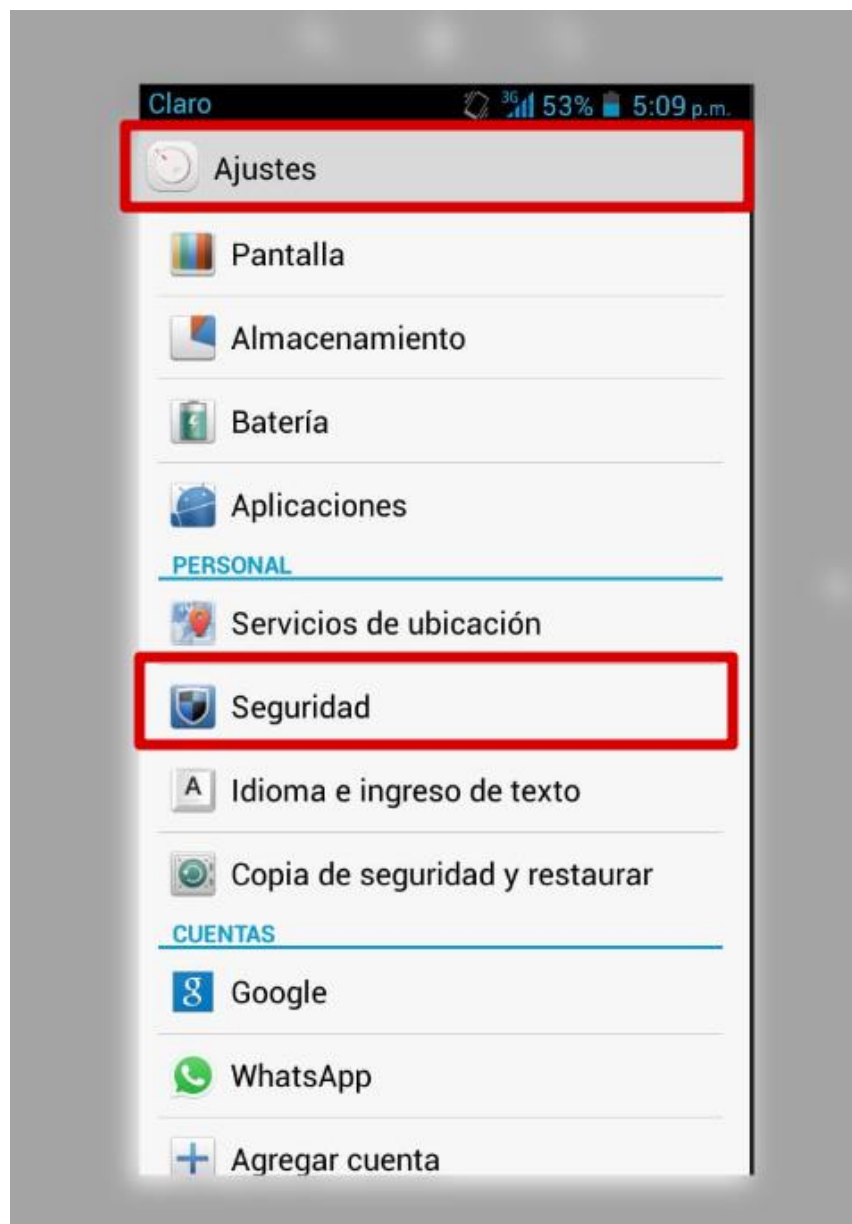 Claro 3G 53% 5:09 p.m.
Ajustes
Pantalla
Almacenamiento
Batería
Aplicaciones
PERSONAL
Servicios de ubicación
Seguridad
A Idioma e ingreso de texto
Copia de seguridad y restaurar
CUENTAS
g Google
WhatsApp
Agregar cuenta